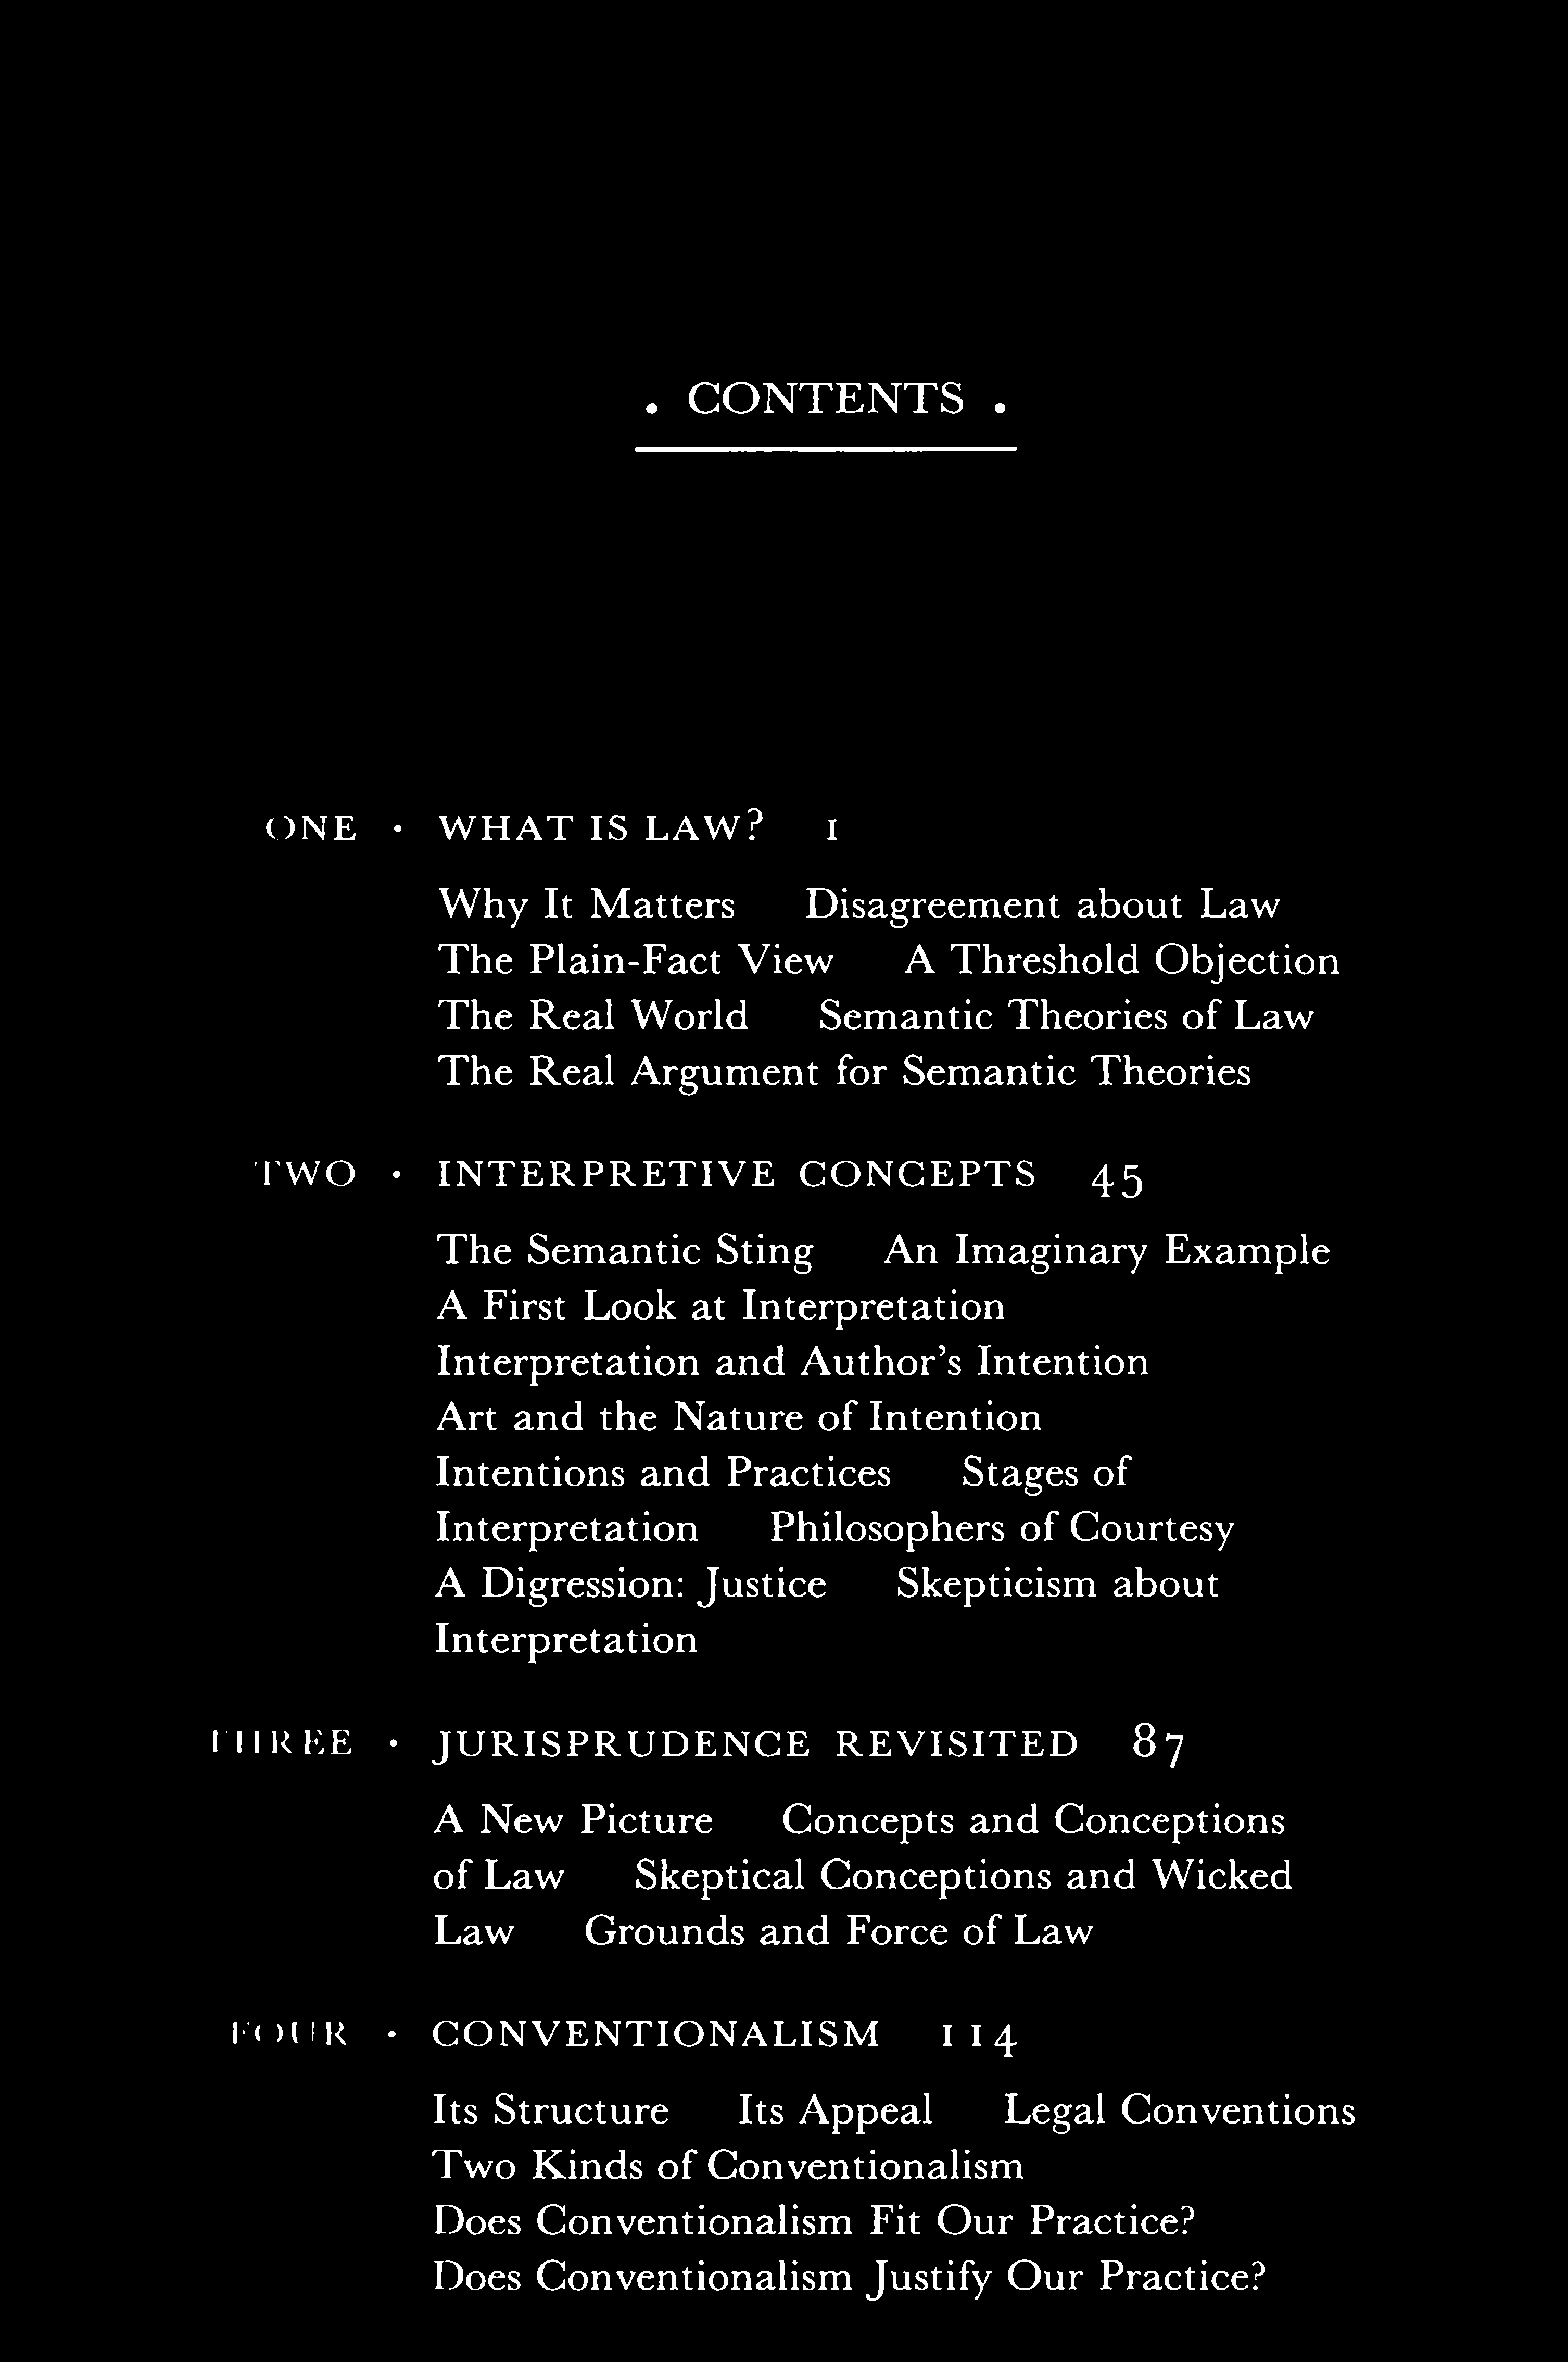 . CONTENTS .
ONE · WHAT IS LAW? 1
Why It Matters Disagreement about Law
The Plain-Fact View A Threshold Objection
The Real World Semantic Theories of Law
The Real Argument for Semantic Theories
TWO · INTERPRETIVE CONCEPTS 45
The Semantic Sting An Imaginary Example
A First Look at Interpretation
Interpretation and Author's Intention
Art and the Nature of Intention
Intentions and Practices Stages of
Interpretation Philosophers of Courtesy
A Digression: Justice Skepticism about
Interpretation
THREE · JURISPRUDENCE REVISITED 87
A New Picture Concepts and Conceptions
of Law Skeptical Conceptions and Wicked
Law Grounds and Force of Law
FOUR · CONVENTIONALISM 114
Its Structure Its Appeal Legal Conventions
Two Kinds of Conventionalism
Does Conventionalism Fit Our Practice?
Does Conventionalism Justify Our Practice?